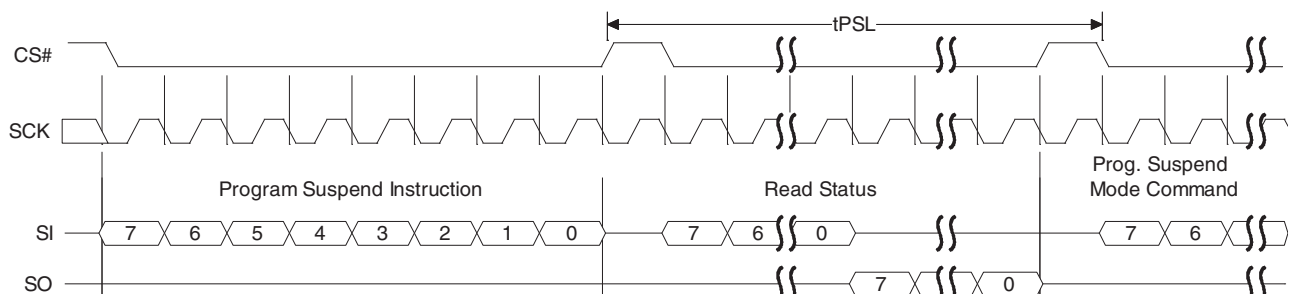 tPSL
CS#
SCK
Prog. Suspend
Program Suspend Instruction Read Status Mode Command
SI 7 6 5 4 3 2 1 0 7 6 0 7 6
SO 7 0